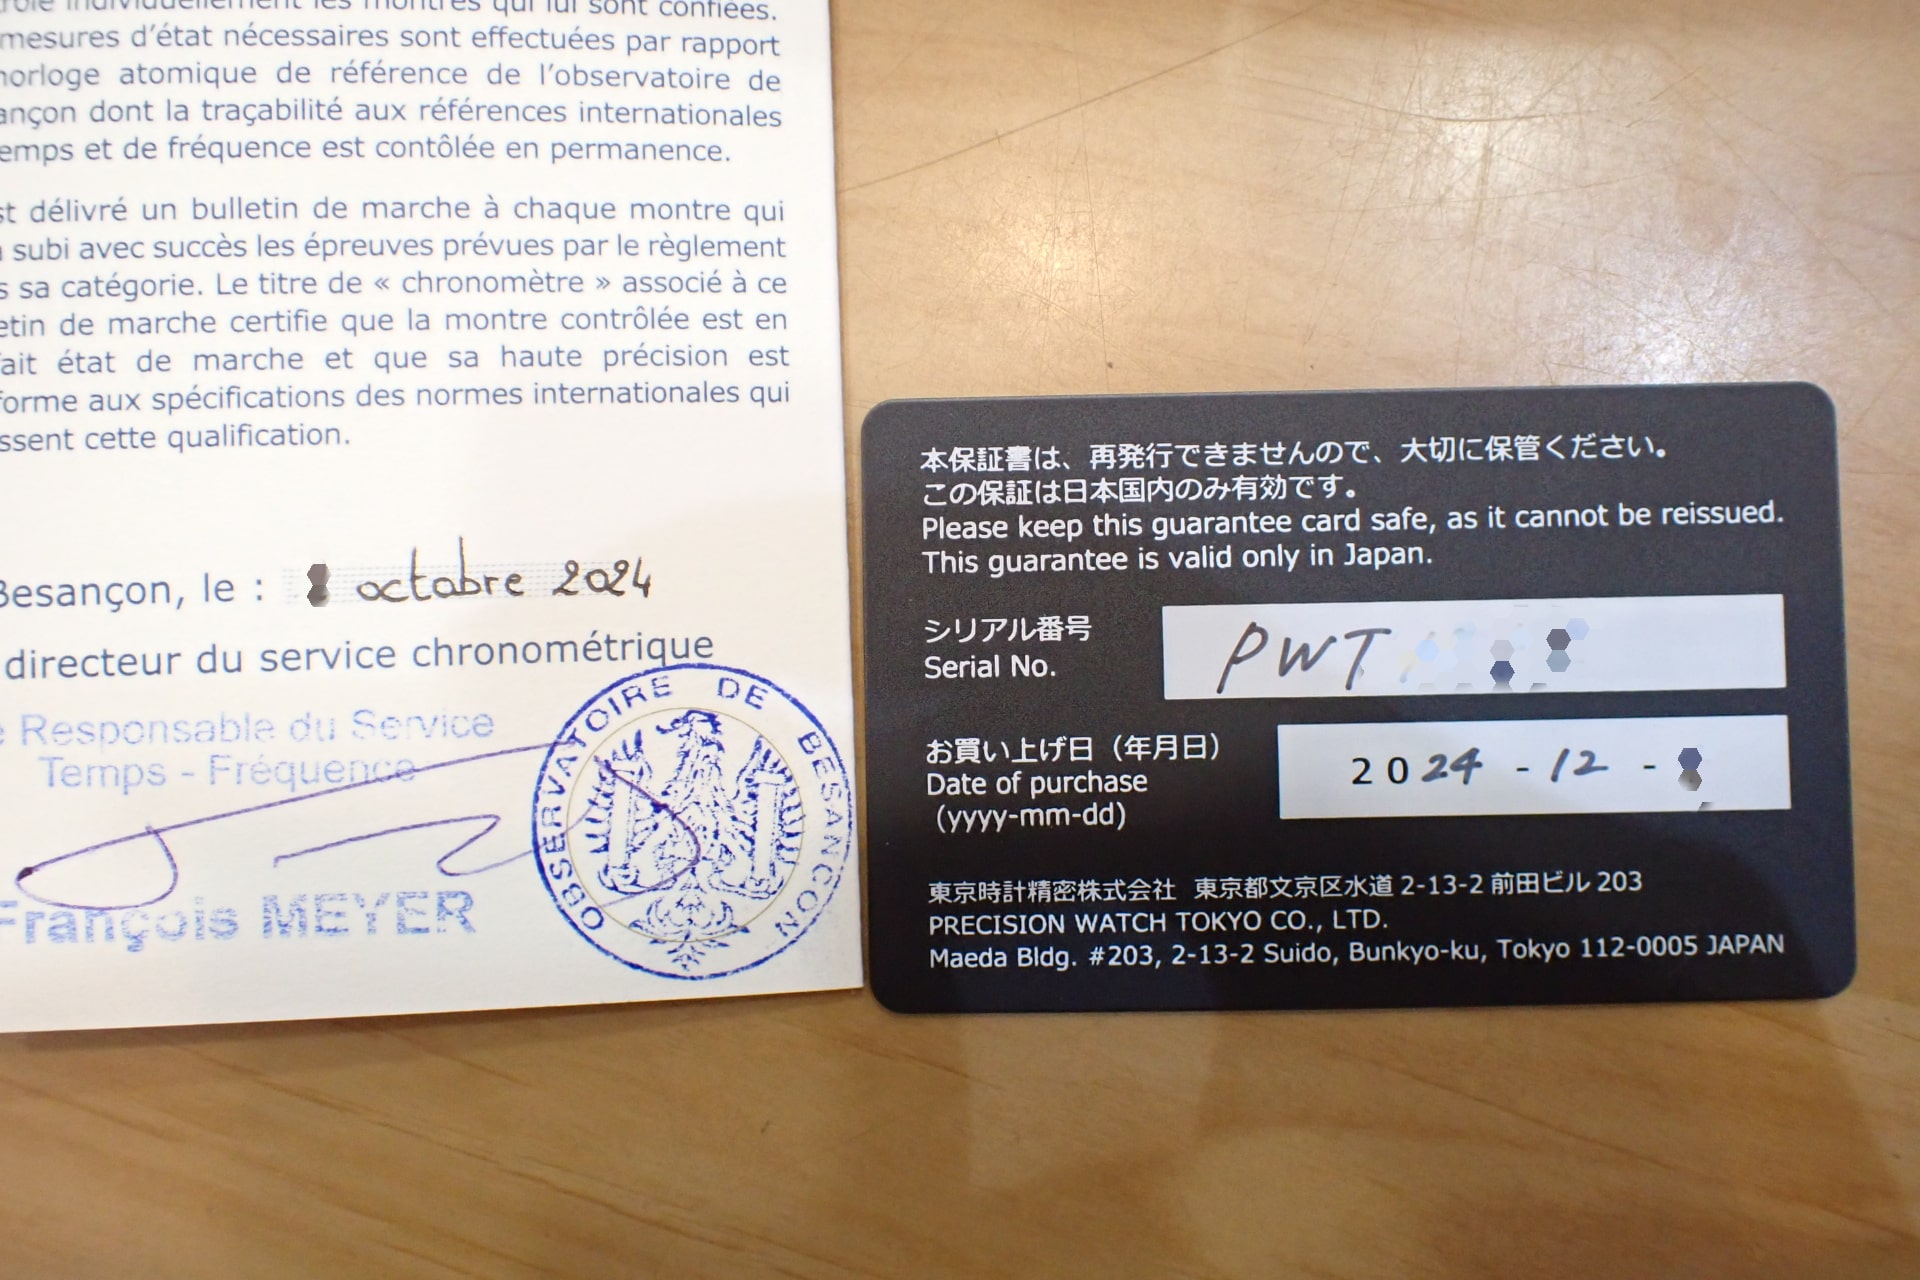 individuellement les montres qui lui sont confiées.
mesures d'état nécessaires sont effectuées par rapport
horloge atomique de référence de l'observatoire de
ançon dont la traçabilité aux références internationales
emps et de fréquence est contôlée en permanence.
st délivré un bulletin de marche à chaque montre qui
subi avec succès les épreuves prévues par le règlement
s sa catégorie. Le titre de « chronomètre » associé à ce
etin de marche certifie que la montre contrôlée est en
fait état de marche et que sa haute précision est
forme aux spécifications des normes internationales qui
ssent cette qualification.
Besançon, le : octobre 2024
directeur du service chronométrique
e Responsable du Service
Temps - Fréquence
François MEYER
OBSERVATOIRE DE BESANCON
本保証書は、再発行できませんので、大切に保管ください。
この保証は日本国内のみ有効です。
Please keep this guarantee card safe, as it cannot be reissued.
This guarantee is valid only in Japan.
シリアル番号
Serial No.
PWT
お買い上げ日（年月日）
Date of purchase
(yyyy-mm-dd)
2024 - 12 -
東京時計精密株式会社 東京都文京区水道 2-13-2 前田ビル 203
PRECISION WATCH TOKYO CO., LTD.
Maeda Bldg. #203, 2-13-2 Suido, Bunkyo-ku, Tokyo 112-0005 JAPAN